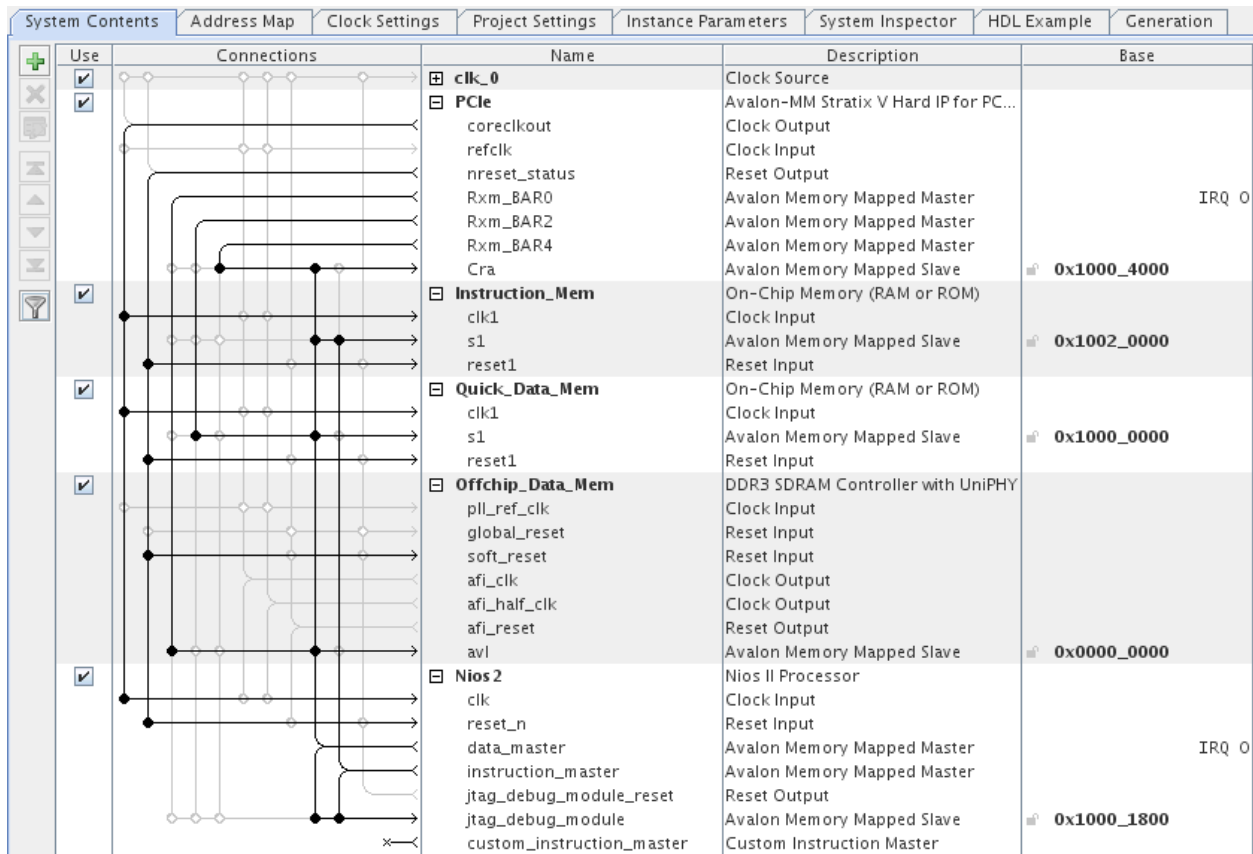 System Contents Address Map Clock Settings Project Settings Instance Parameters System Inspector HDL Example Generation
Use Connections Name Description Base
clk_0 Clock Source
PCIe Avalon-MM Stratix V Hard IP for PC...
coreclkout Clock Output
refclk Clock Input
nreset_status Reset Output
Rxm_BAR0 Avalon Memory Mapped Master IRQ 0
Rxm_BAR2 Avalon Memory Mapped Master
Rxm_BAR4 Avalon Memory Mapped Master
Cra Avalon Memory Mapped Slave 0x1000_4000
Instruction_Mem On-Chip Memory (RAM or ROM)
clk1 Clock Input
s1 Avalon Memory Mapped Slave 0x1002_0000
reset1 Reset Input
Quick_Data_Mem On-Chip Memory (RAM or ROM)
clk1 Clock Input
s1 Avalon Memory Mapped Slave 0x1000_0000
reset1 Reset Input
Offchip_Data_Mem DDR3 SDRAM Controller with UniPHY
pll_ref_clk Clock Input
global_reset Reset Input
soft_reset Reset Input
afi_clk Clock Output
afi_half_clk Clock Output
afi_reset Reset Output
avl Avalon Memory Mapped Slave 0x0000_0000
Nios2 Nios II Processor
clk Clock Input
reset_n Reset Input
data_master Avalon Memory Mapped Master IRQ 0
instruction_master Avalon Memory Mapped Master
jtag_debug_module_reset Reset Output
jtag_debug_module Avalon Memory Mapped Slave 0x1000_1800
custom_instruction_master Custom Instruction Master